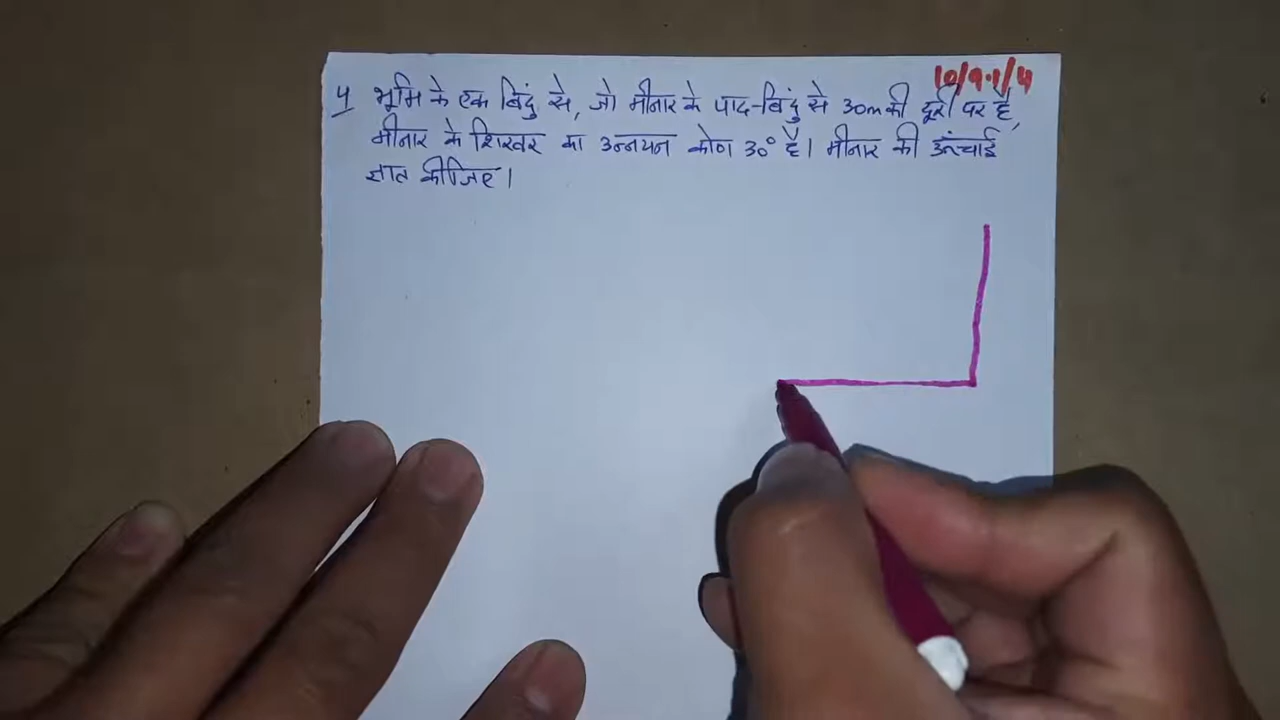 10/9.1/4
4 भूमि के एक बिंदु से, जो मीनार के पाद-बिंदु से 30m की दूरी पर है,
मीनार के शिखर का उन्नयन कोण 30° है। मीनार की ऊंचाई
ज्ञात कीजिए।